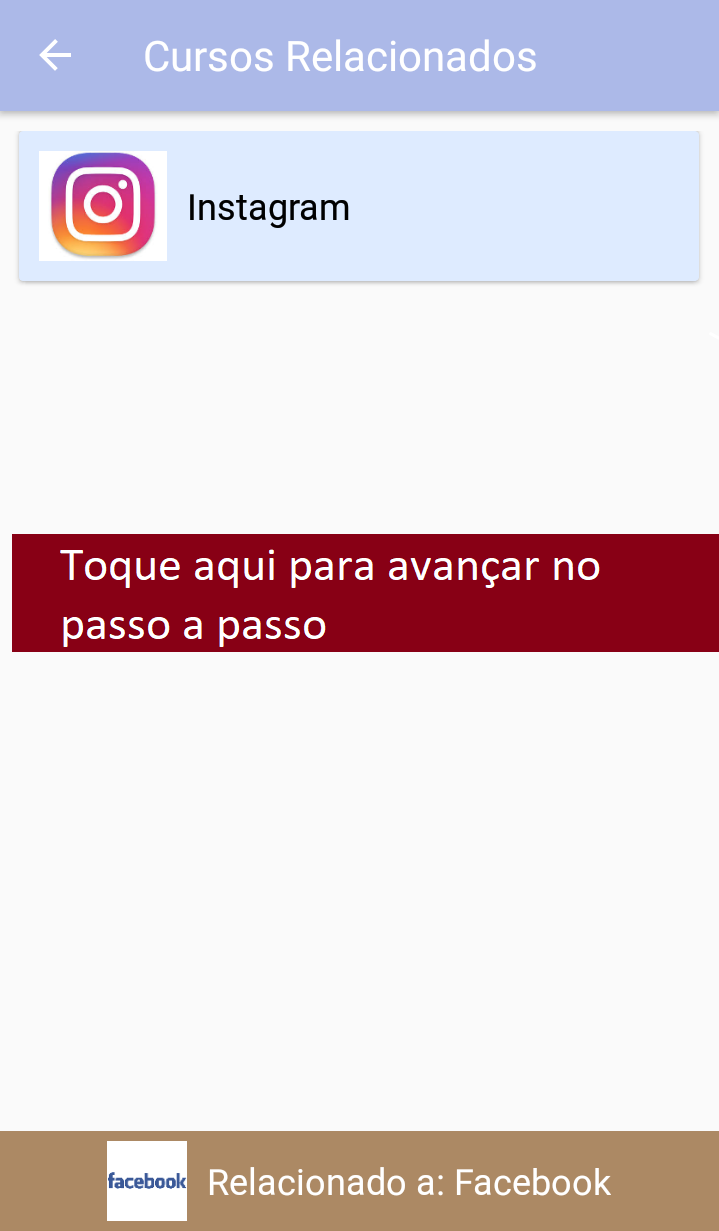 Cursos Relacionados
Instagram
Toque aqui para avançar no
passo a passo
facebook
Relacionado a: Facebook